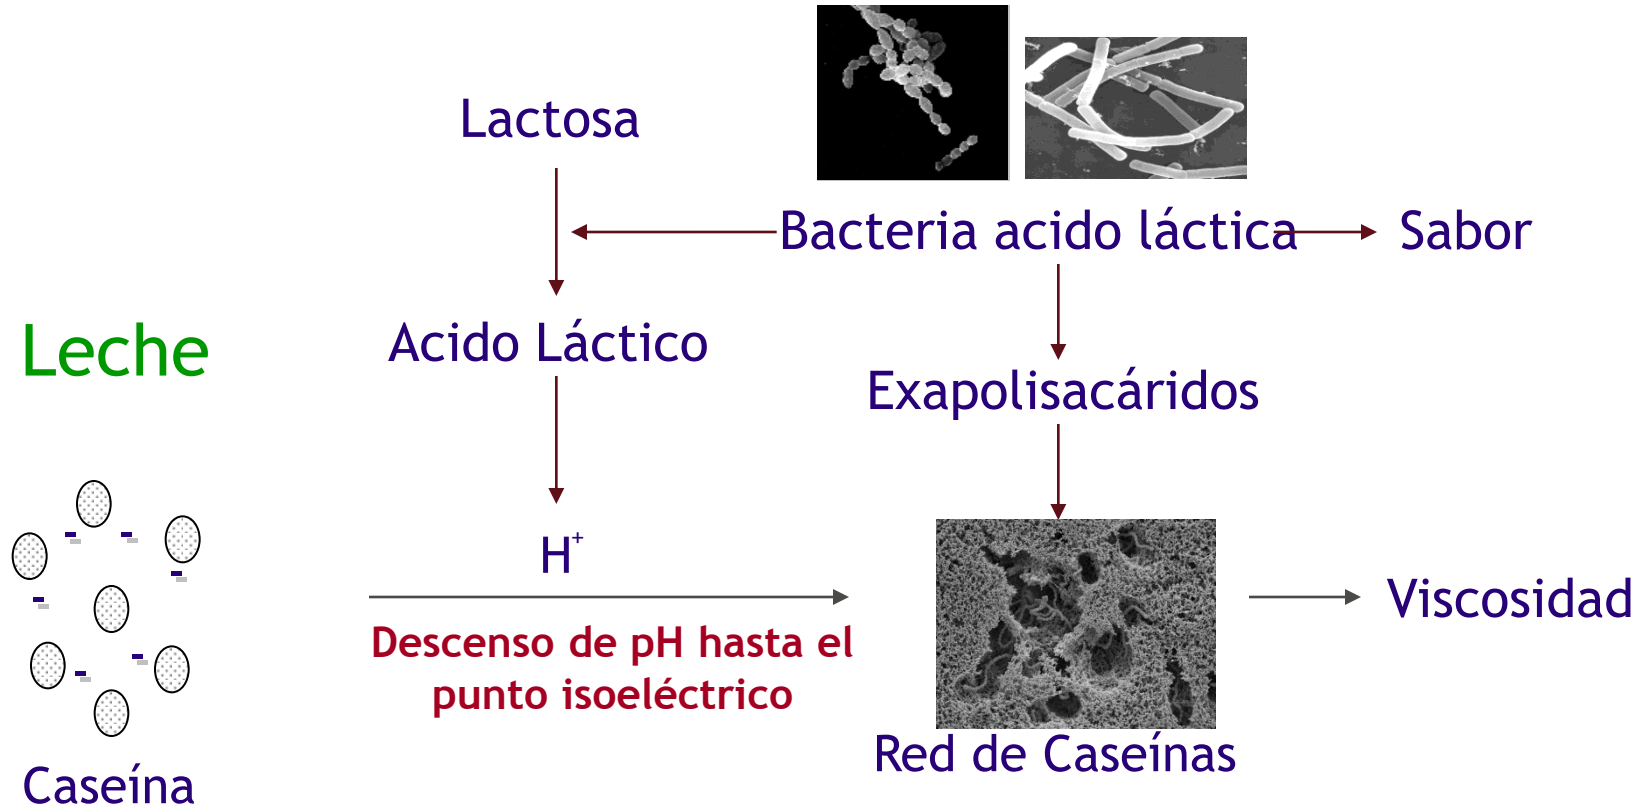 Lactosa
Bacteria acido láctica
Sabor
Leche
Acido Láctico
Exapolisacáridos
H⁺
Descenso de pH hasta el
punto isoeléctrico
Viscosidad
Red de Caseínas
Caseína